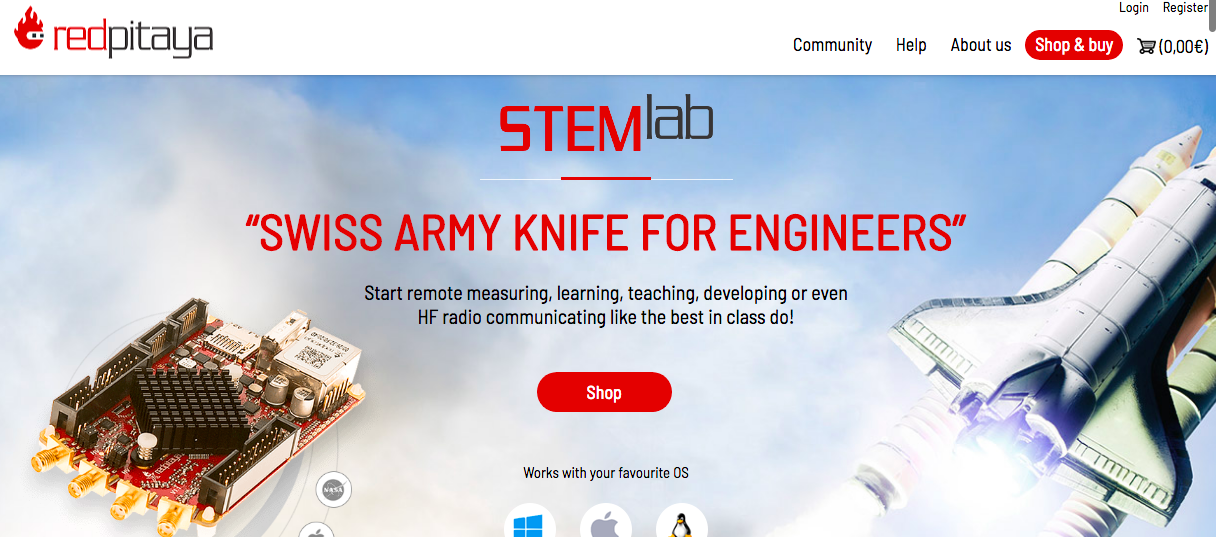 Login Register
redpitaya
Community Help About us Shop & buy (0,00€)
STEMlab
“SWISS ARMY KNIFE FOR ENGINEERS”
Start remote measuring, learning, teaching, developing or even
HF radio communicating like the best in class do!
Shop
Works with your favourite OS
NASA
redpitaya